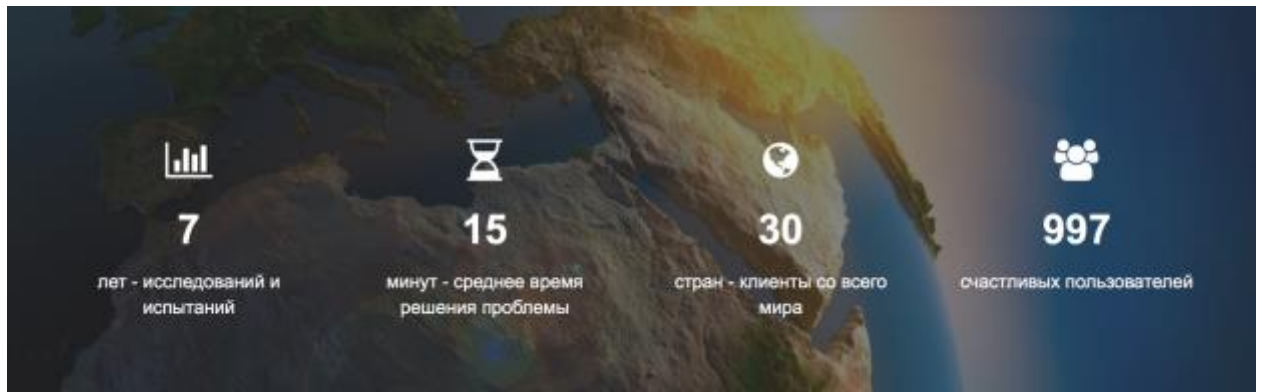 7
лет - исследований и
испытаний
15
минут - среднее время
решения проблемы
30
стран - клиенты со всего
мира
997
счастливых пользователей